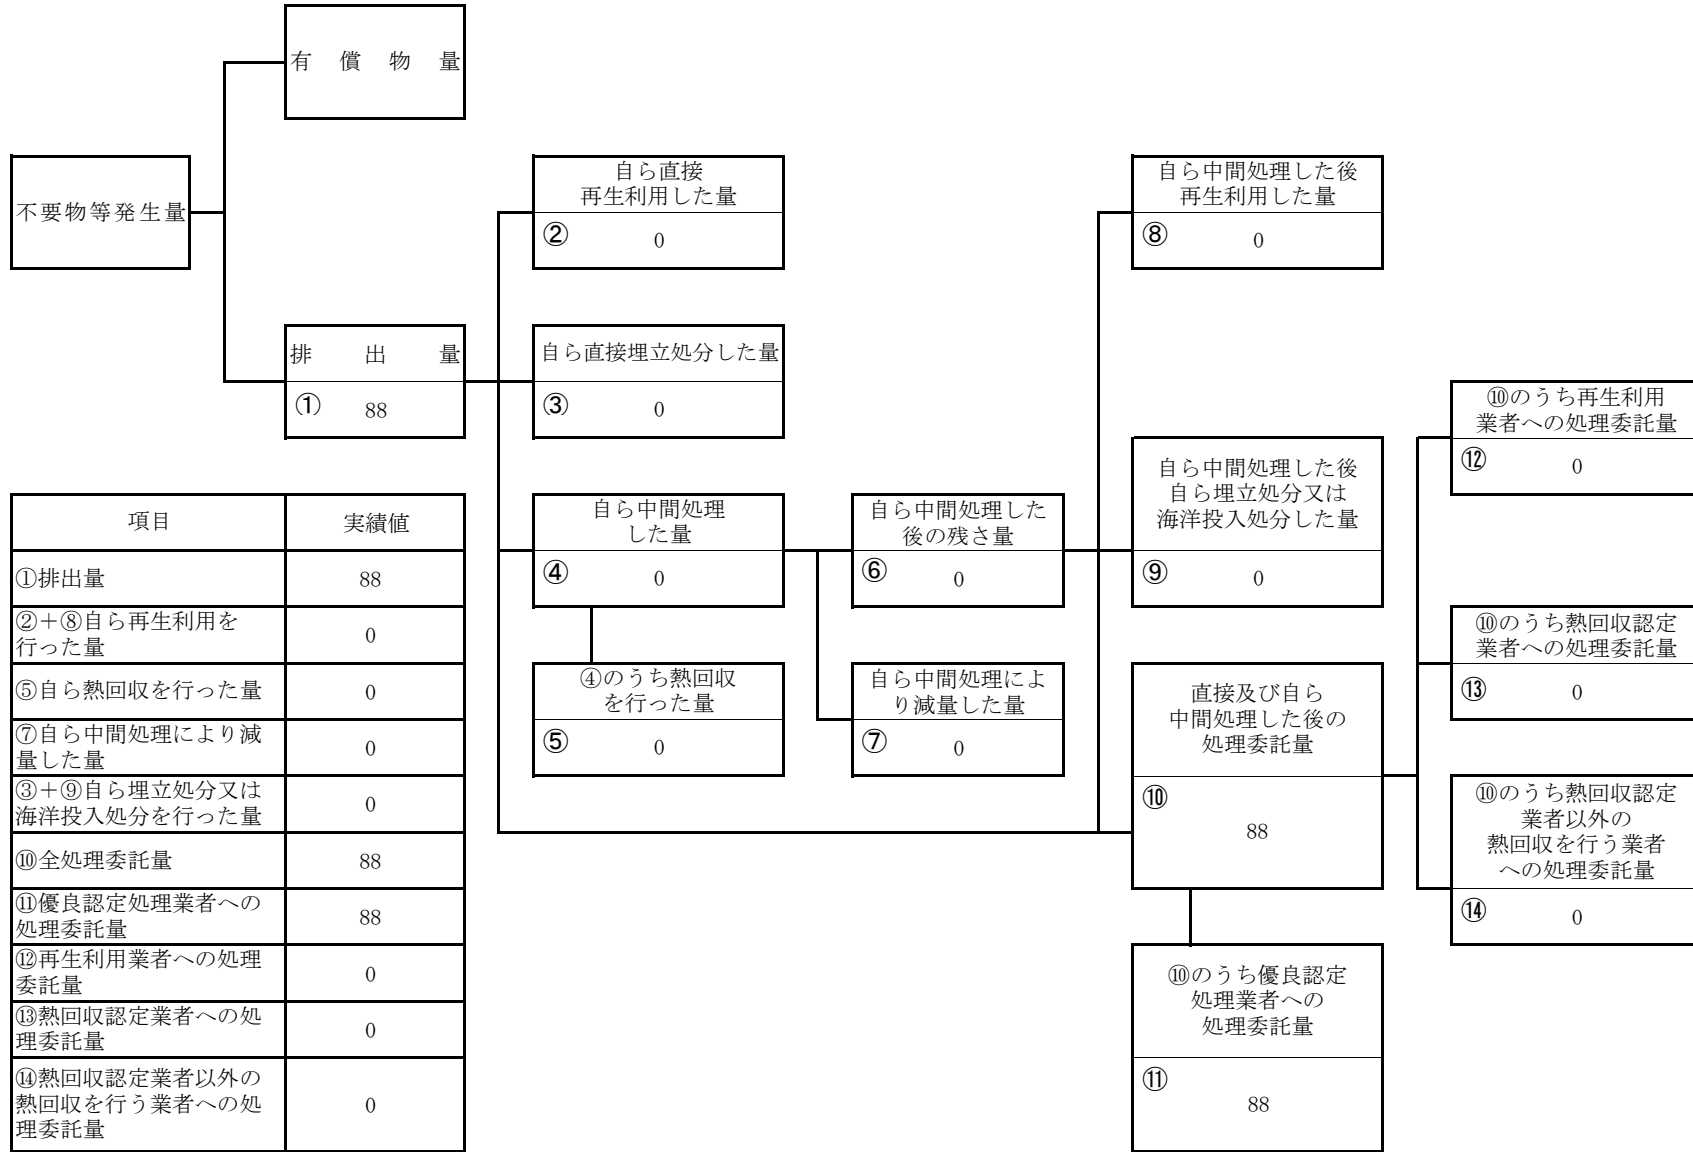 有償物量
不要物等発生量
自ら直接
再生利用した量
② 0
自ら中間処理した後
再生利用した量
⑧ 0
排出量
① 88
自ら直接埋立処分した量
③ 0
⑩のうち再生利用
業者への処理委託量
⑫ 0
自ら中間処理した後
自ら埋立処分又は
海洋投入処分した量
⑨ 0
自ら中間処理
した量
④ 0
自ら中間処理した
後の残さ量
⑥ 0
⑩のうち熱回収認定
業者への処理委託量
⑬ 0
④のうち熱回収
を行った量
⑤ 0
自ら中間処理によ
り減量した量
⑦ 0
直接及び自ら
中間処理した後の
処理委託量
⑩
88
⑩のうち熱回収認定
業者以外の
熱回収を行う業者
への処理委託量
⑭ 0
⑩のうち優良認定
処理業者への
処理委託量
⑪
88
項目 実績値
①排出量 88
②+⑧自ら再生利用を
行った量 0
⑤自ら熱回収を行った量 0
⑦自ら中間処理により減
量した量 0
③+⑨自ら埋立処分又は
海洋投入処分を行った量 0
⑩全処理委託量 88
⑪優良認定処理業者への
処理委託量 88
⑫再生利用業者への処理
委託量 0
⑬熱回収認定業者への処
理委託量 0
⑭熱回収認定業者以外の
熱回収を行う業者への処 0
理委託量